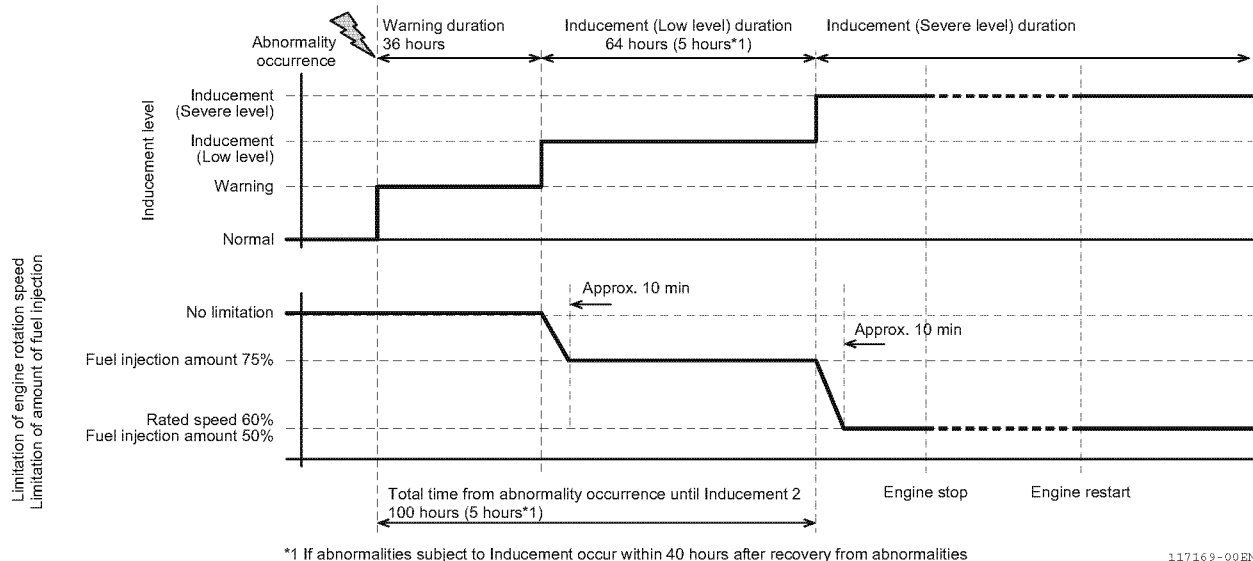 Abnormality
occurrence
Warning duration
36 hours
Inducement (Low level) duration
64 hours (5 hours*1)
Inducement (Severe level) duration
Inducement level
Inducement
(Severe level)
Inducement
(Low level)
Warning
Normal
Limitation of engine rotation speed
Limitation of amount of fuel injection
No limitation
Approx. 10 min
Fuel injection amount 75%
Approx. 10 min
Rated speed 60%
Fuel injection amount 50%
Total time from abnormality occurrence until Inducement 2
100 hours (5 hours*1)
Engine stop
Engine restart
*1 If abnormalities subject to Inducement occur within 40 hours after recovery from abnormalities
117169-00EN